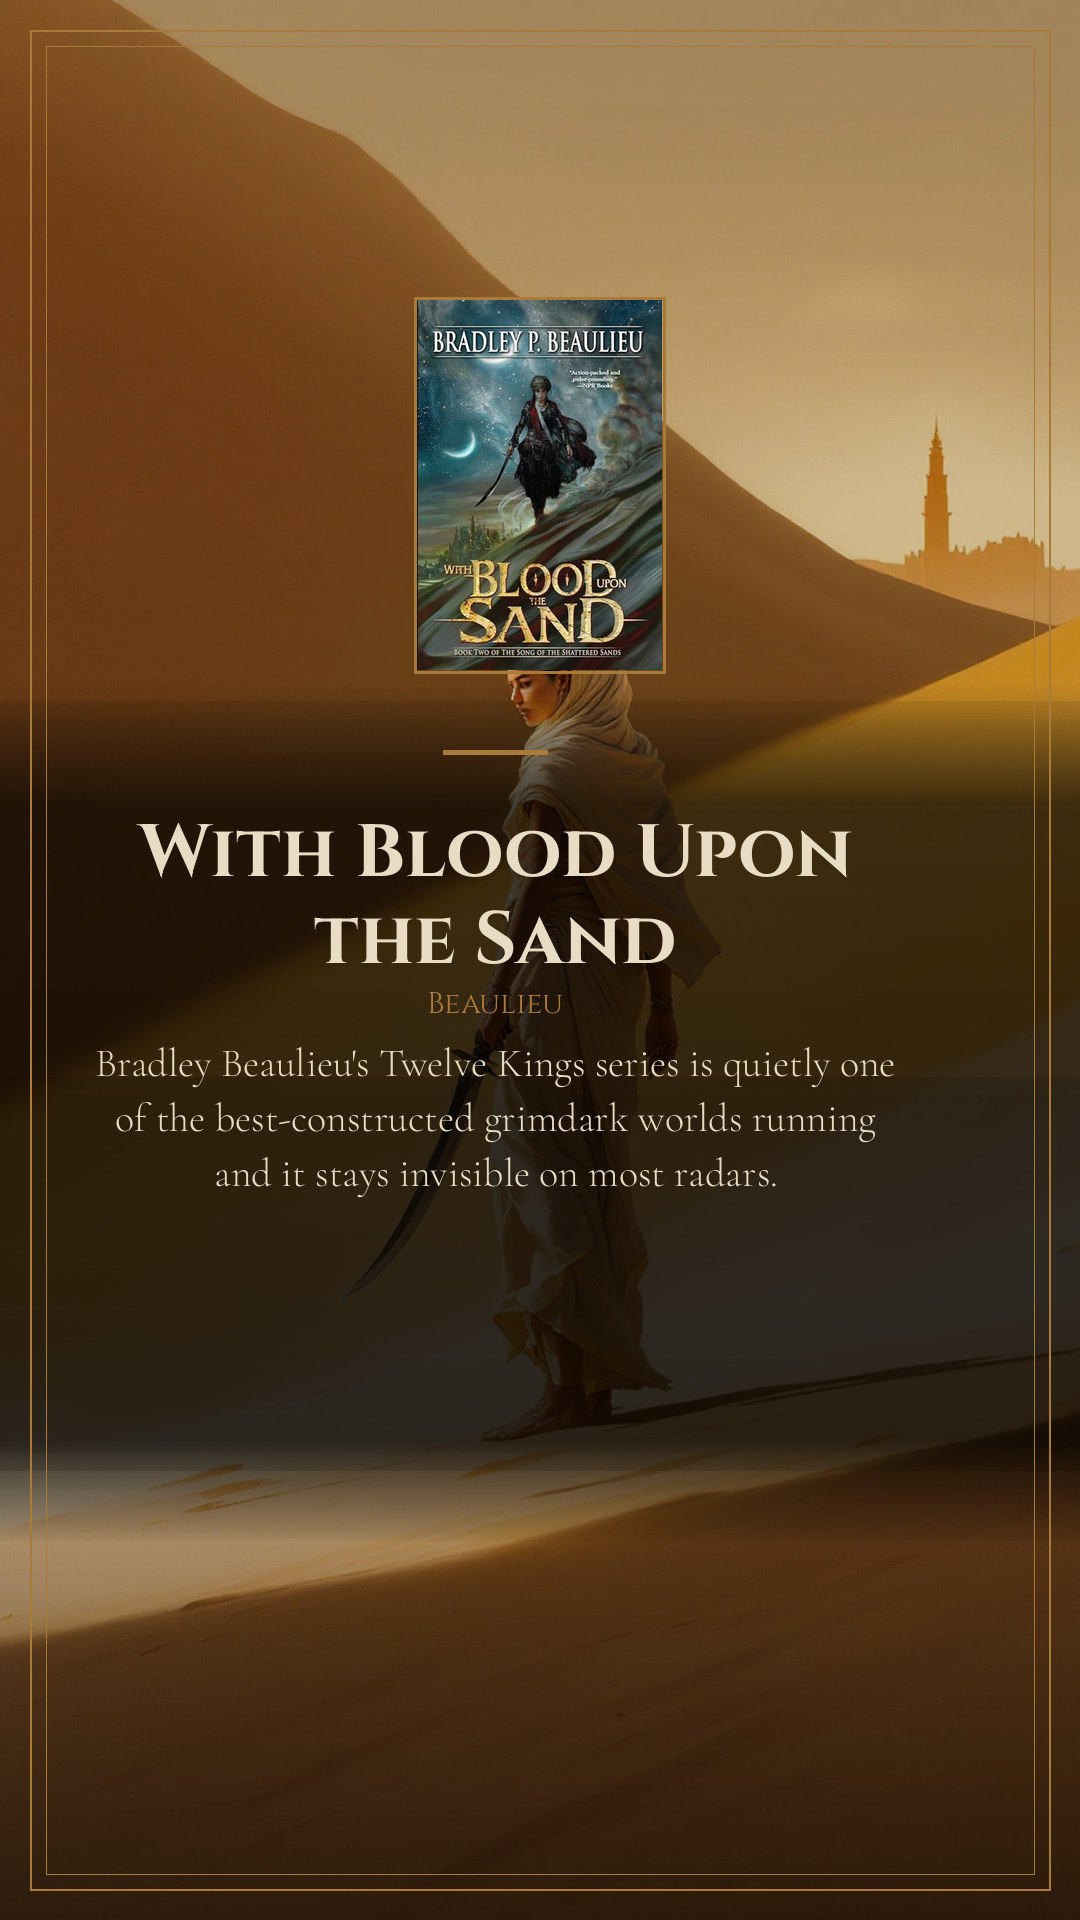 BRADLEY P. BEAULIEU
"Action-packed and
pulse-pounding."
—NPR Books
WITH BLOOD UPON
THE
SAND
BOOK TWO OF THE SONG OF THE SHATTERED SANDS
WITH BLOOD UPON
THE SAND
BEAULIEU
Bradley Beaulieu's Twelve Kings series is quietly one
of the best-constructed grimdark worlds running
and it stays invisible on most radars.